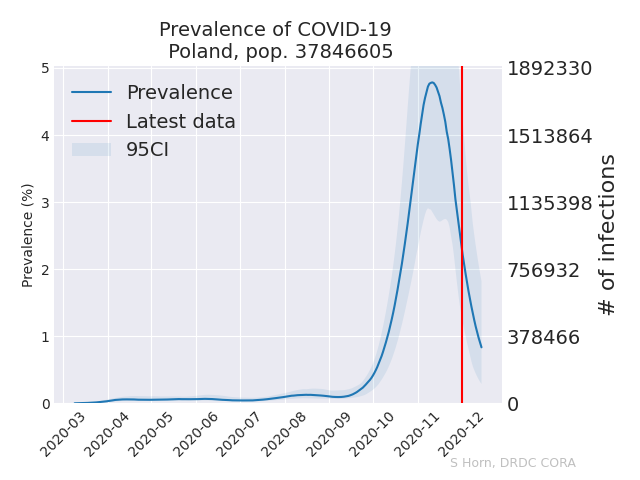 Prevalence of COVID-19
Poland, pop. 37846605
Prevalence
Latest data
95CI
Prevalence (%)
5
4
3
2
1
0
1892330
1513864
1135398
756932
378466
0
# of infections
2020-03
2020-04
2020-05
2020-06
2020-07
2020-08
2020-09
2020-10
2020-11
2020-12
S Horn, DRDC CORA